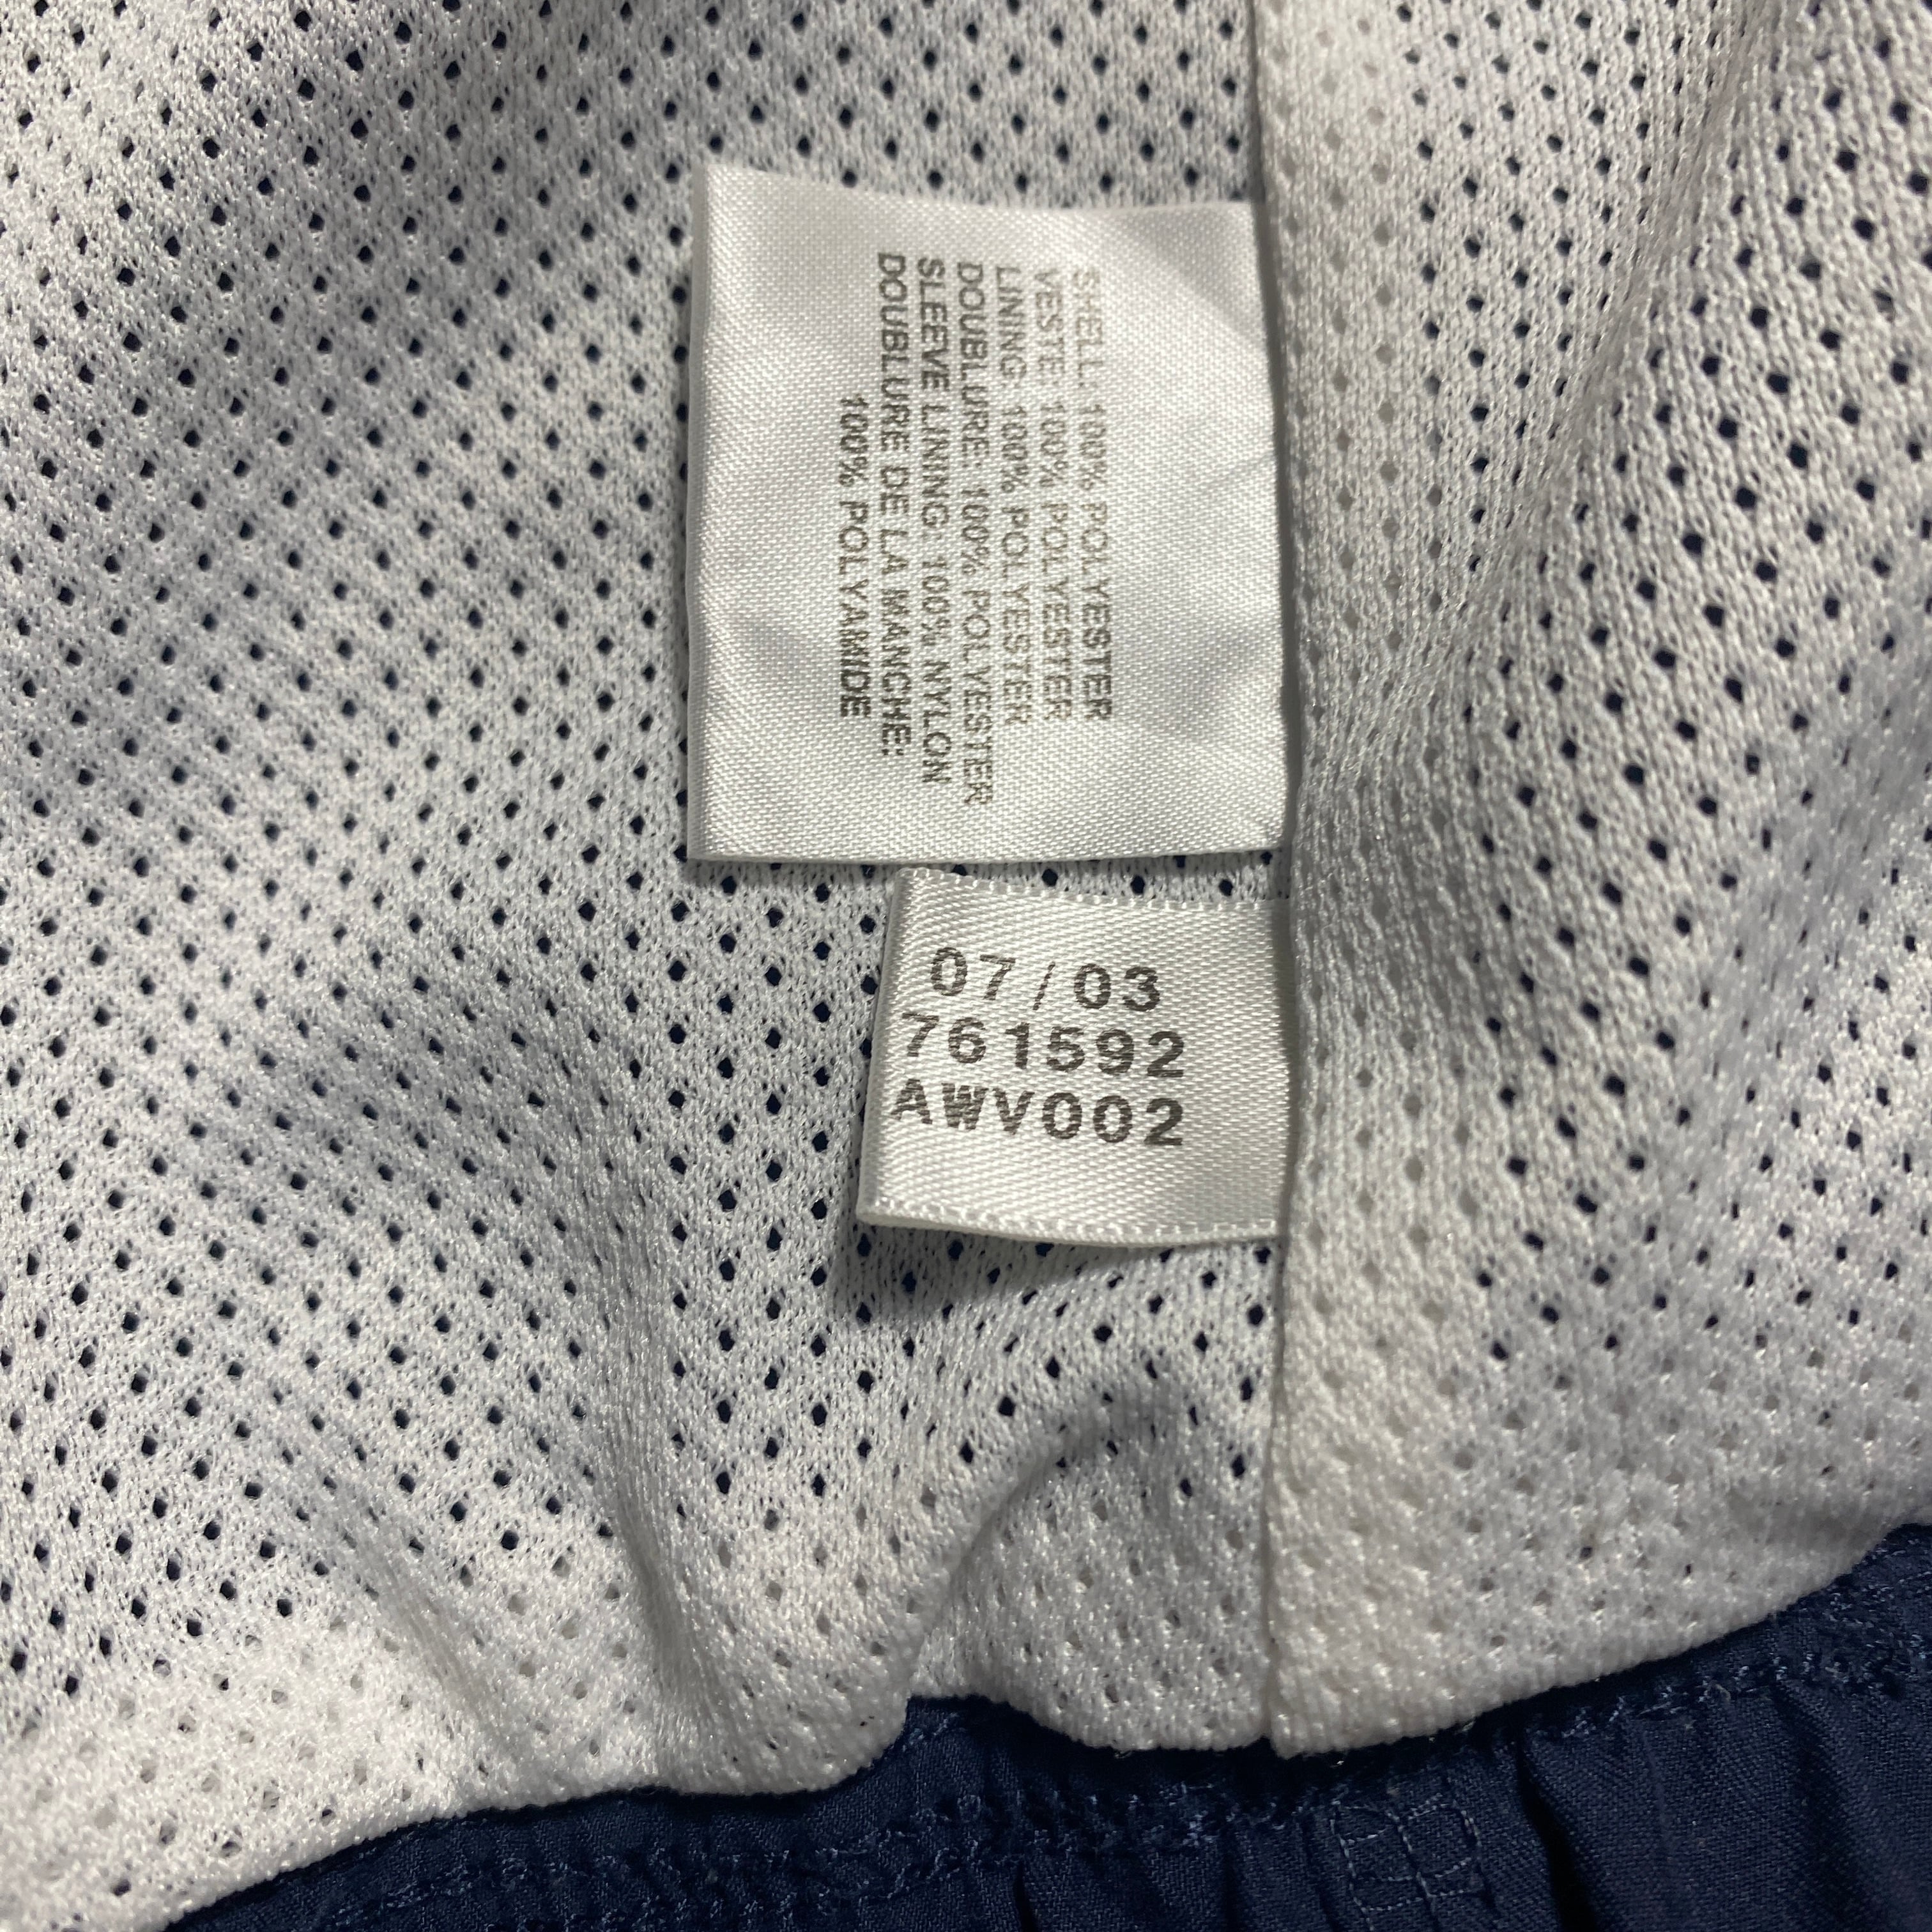 SHELL: 100% POLYESTER
VESTE: 100% POLYESTER
LINING: 100% POLYESTER
DOUBLURE: 100% POLYESTER
SLEEVE LINING: 100% NYLON
DOUBLURE DE LA MANCHE:
100% POLYAMIDE
07/03
761592
AWV002